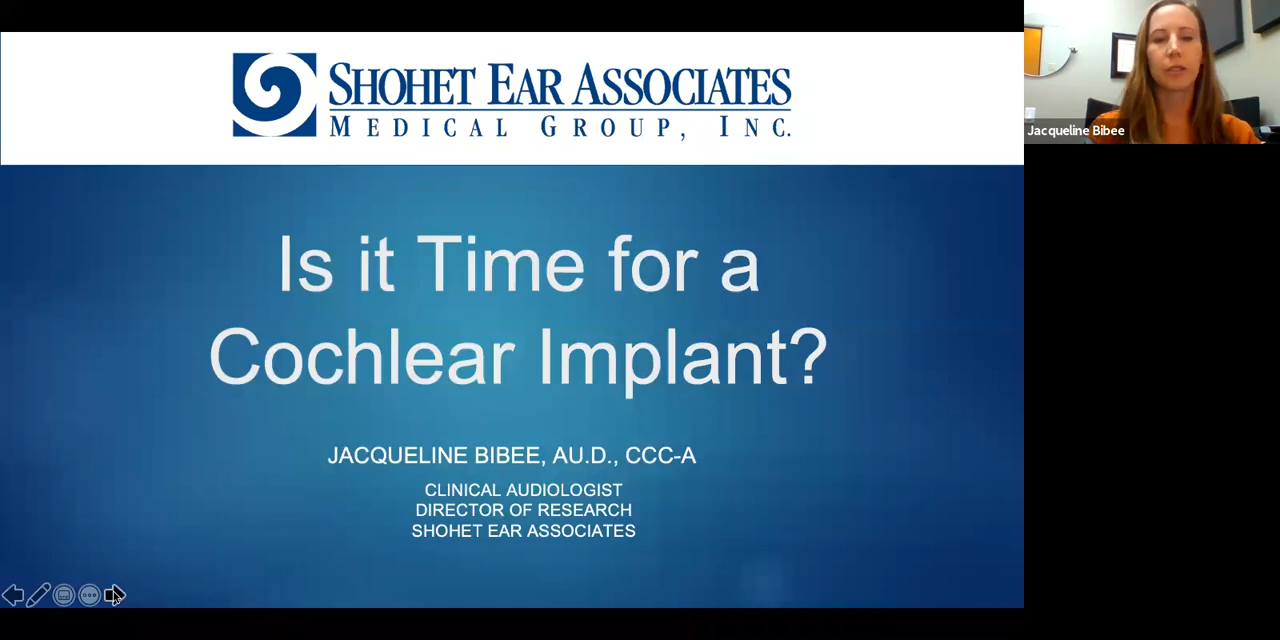 SHOHET EAR ASSOCIATES
MEDICAL GROUP, INC.
Is it Time for a
Cochlear Implant?
JACQUELINE BIBEE, AU.D., CCC-A
CLINICAL AUDIOLOGIST
DIRECTOR OF RESEARCH
SHOHET EAR ASSOCIATES
Jacqueline Bibee